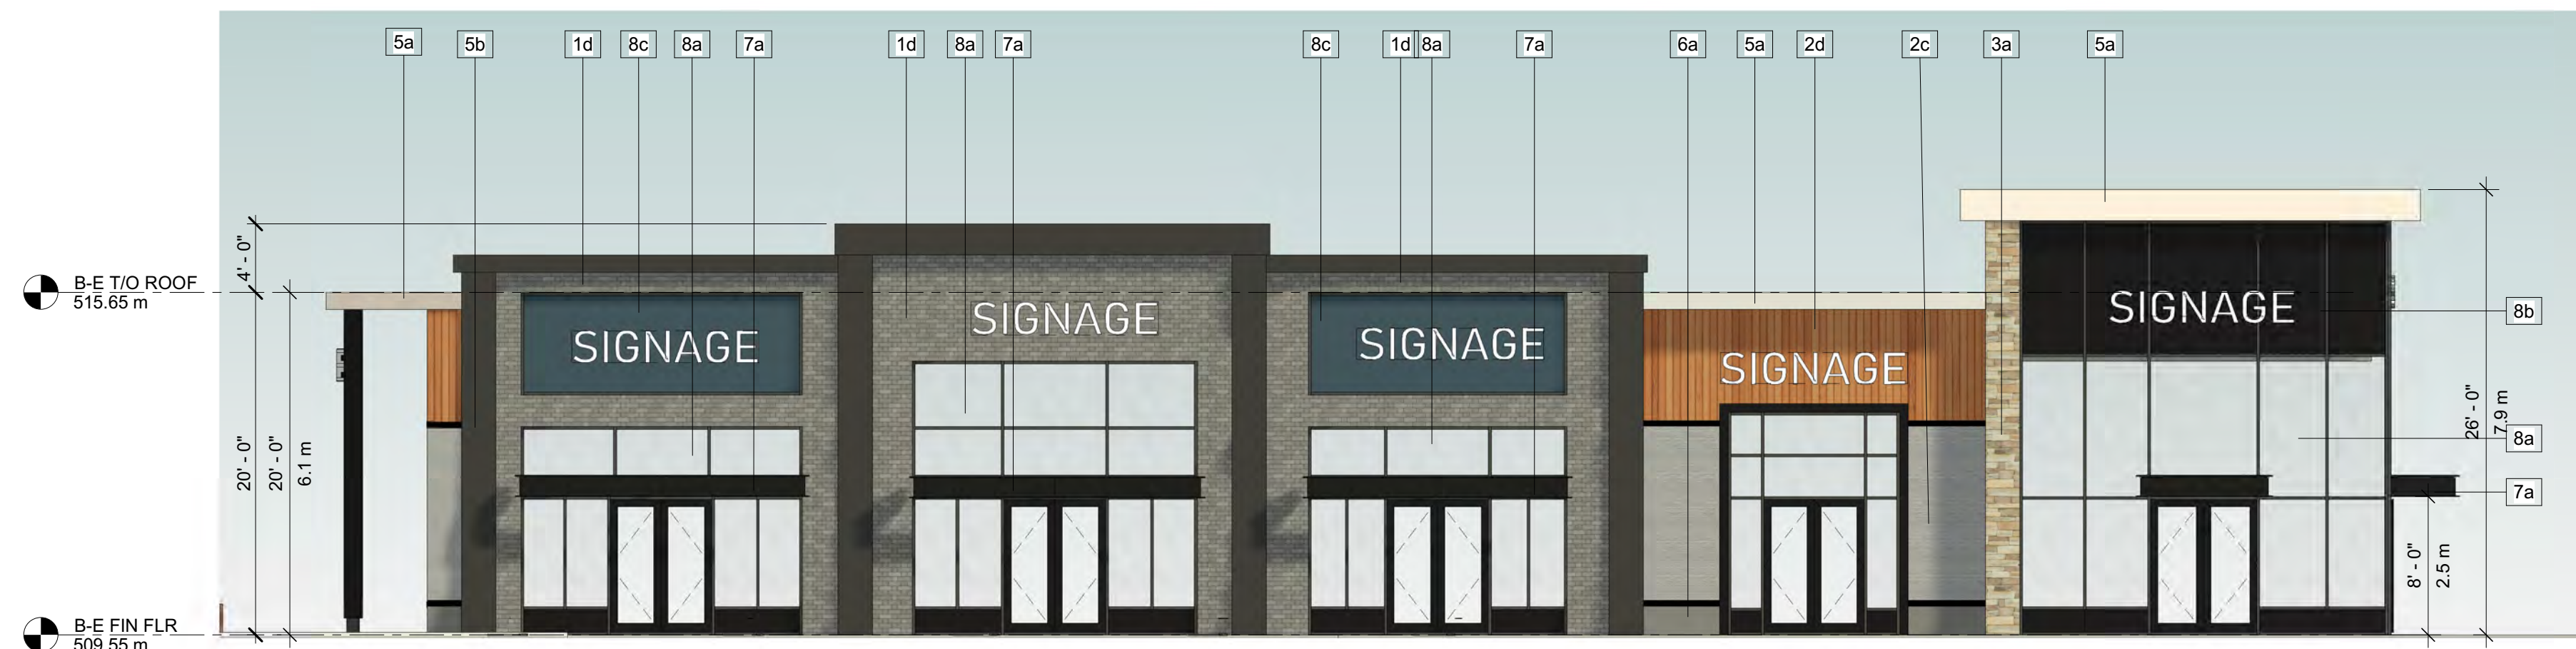 5a
5b
1d
8c
8a
7a
1d
8a
7a
8c
1d
8a
7a
6a
5a
2d
2c
3a
5a
4' - 0"
B-E T/O ROOF
515.65 m
SIGNAGE
SIGNAGE
SIGNAGE
SIGNAGE
SIGNAGE
8b
20' - 0"
20' - 0"
6.1 m
26' - 0"
7.9 m
8a
7a
8' - 0"
2.5 m
B-E FIN FLR
509.55 m